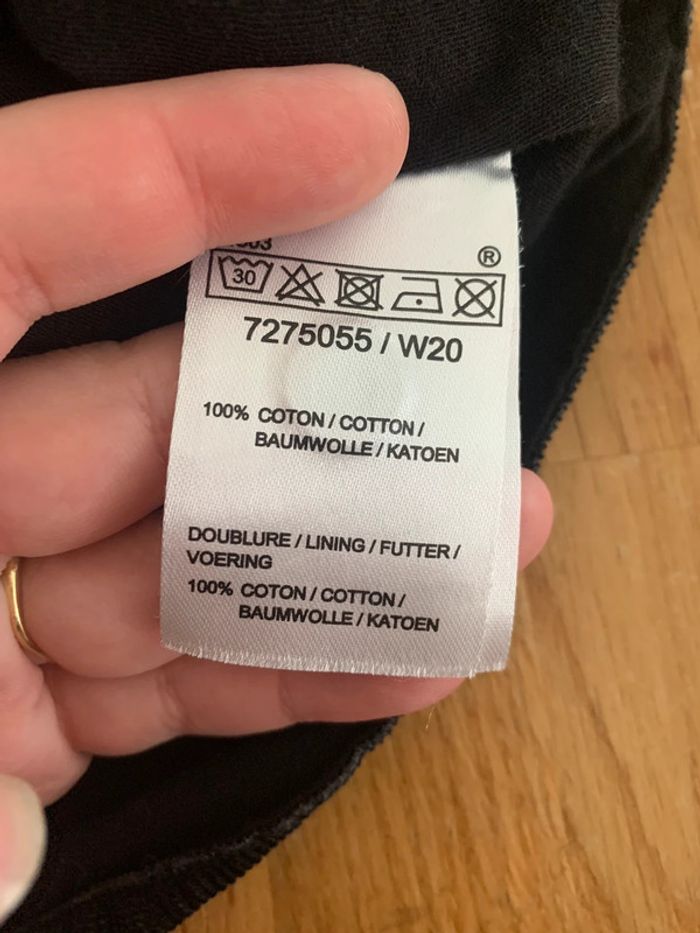 ®
30
7275055 / W20
100% COTON / COTTON /
BAUMWOLLE / KATOEN
DOUBLURE / LINING / FUTTER /
VOERING
100% COTON / COTTON /
BAUMWOLLE / KATOEN